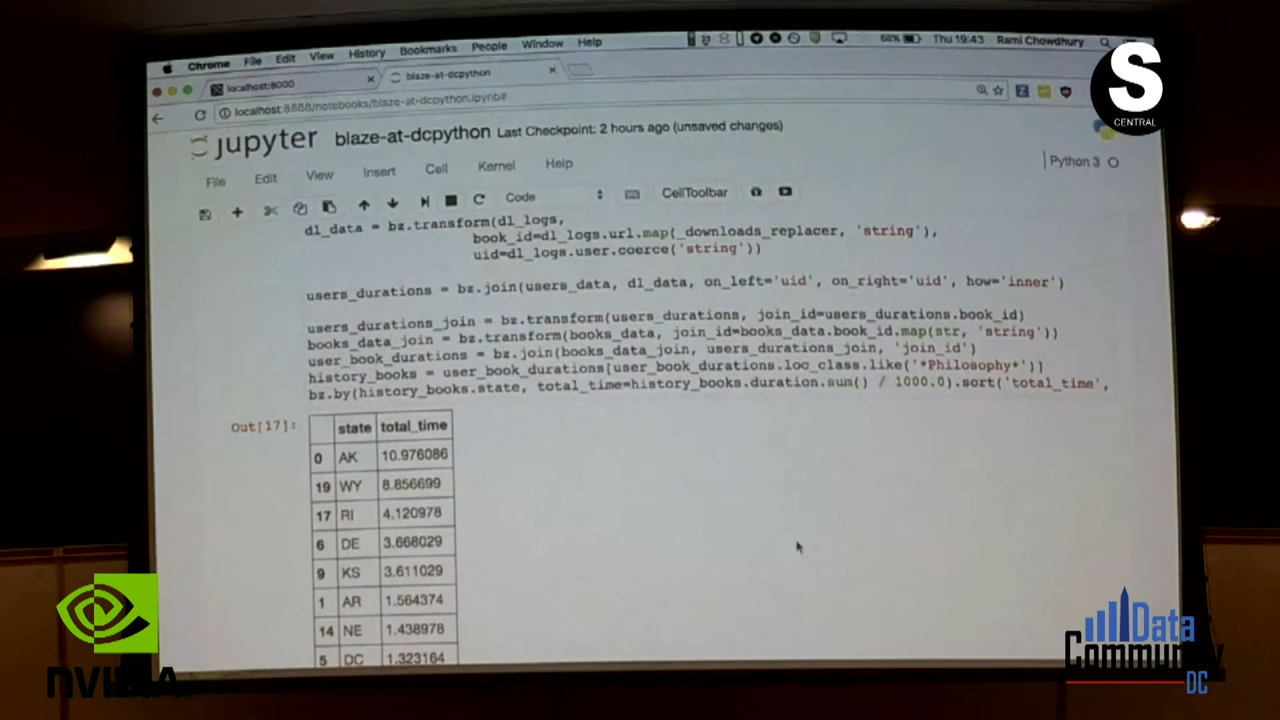 Chrome File Edit View History Bookmarks People Window Help 68% Thu 19:43 Rami Chowdhury
localhost:8000 blaze-at-dcpython
localhost:8888/notebooks/blaze-at-dcpython.ipynb#
S
CENTRAL
jupyter blaze-at-dcpython Last Checkpoint: 2 hours ago (unsaved changes)
File Edit View Insert Cell Kernel Help Python 3
Code CellToolbar
dl_data = bz.transform(dl_logs,
book_id=dl_logs.url.map(_downloads_replacer, 'string'),
uid=dl_logs.user.coerce('string'))
users_durations = bz.join(users_data, dl_data, on_left='uid', on_right='uid', how='inner')
users_durations_join = bz.transform(users_durations, join_id=users_durations.book_id)
books_data_join = bz.transform(books_data, join_id=books_data.book_id.map(str, 'string'))
user_book_durations = bz.join(books_data_join, users_durations_join, 'join_id')
history_books = user_book_durations[user_book_durations.loc_class.like('*Philosophy*')]
bz.by(history_books.state, total_time=history_books.duration.sum() / 1000.0).sort('total_time',
Out[17]:
state total_time
0 AK 10.976086
19 WY 8.856699
17 RI 4.120978
6 DE 3.668029
9 KS 3.611029
1 AR 1.564374
14 NE 1.438978
5 DC 1.323164
NVIDIA
Data
Community
DC